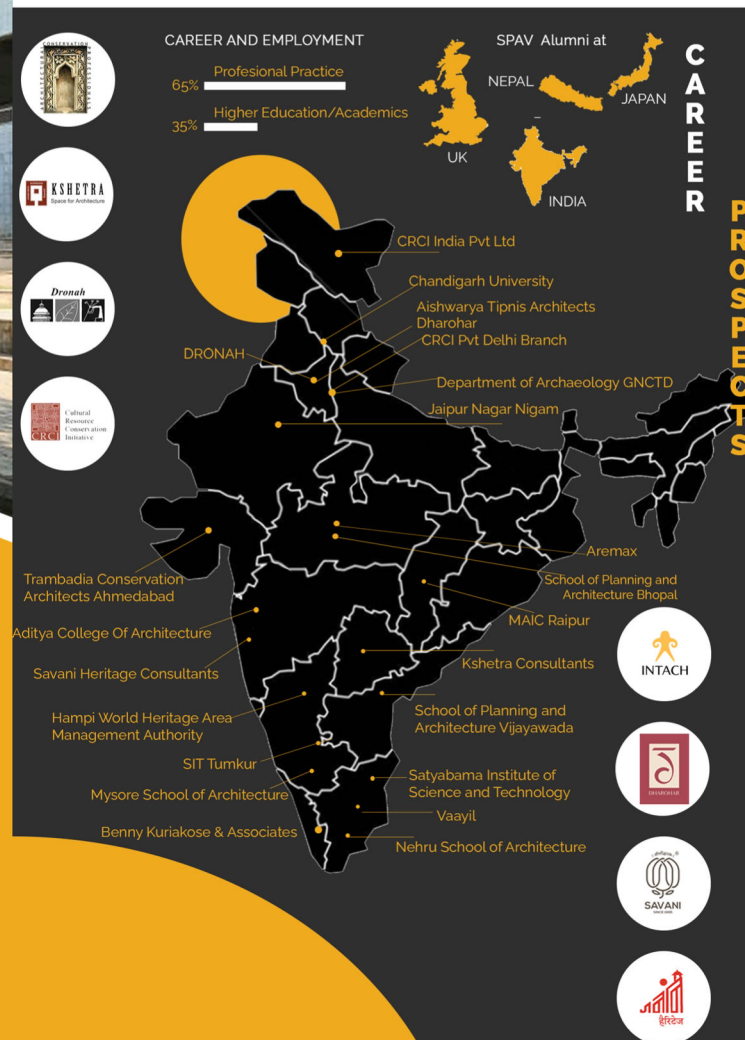 CAREER AND EMPLOYMENT
65%
Profesional Practice
35%
Higher Education/Academics
SPAV Alumni at
UK
NEPAL
JAPAN
INDIA
CAREER
PROSPECTS
CONSERVATION
KSHETRA
Space for Architecture
Dronah
CRCI
Cultural
Resource
Conservation
Initiative
CRCI India Pvt Ltd
Chandigarh University
Aishwarya Tipnis Architects
Dharohar
CRCI Pvt Delhi Branch
DRONAH
Department of Archaeology GNCTD
Jaipur Nagar Nigam
Aremax
School of Planning and
Architecture Bhopal
MAIC Raipur
Trambadia Conservation
Architects Ahmedabad
Aditya College Of Architecture
Savani Heritage Consultants
Kshetra Consultants
Hampi World Heritage Area
Management Authority
School of Planning and
Architecture Vijayawada
SIT Tumkur
Mysore School of Architecture
Satyabama Institute of
Science and Technology
Vaayil
Benny Kuriakose & Associates
Nehru School of Architecture
INTACH
DHAROHAR
SAVANI
हैरिटेज